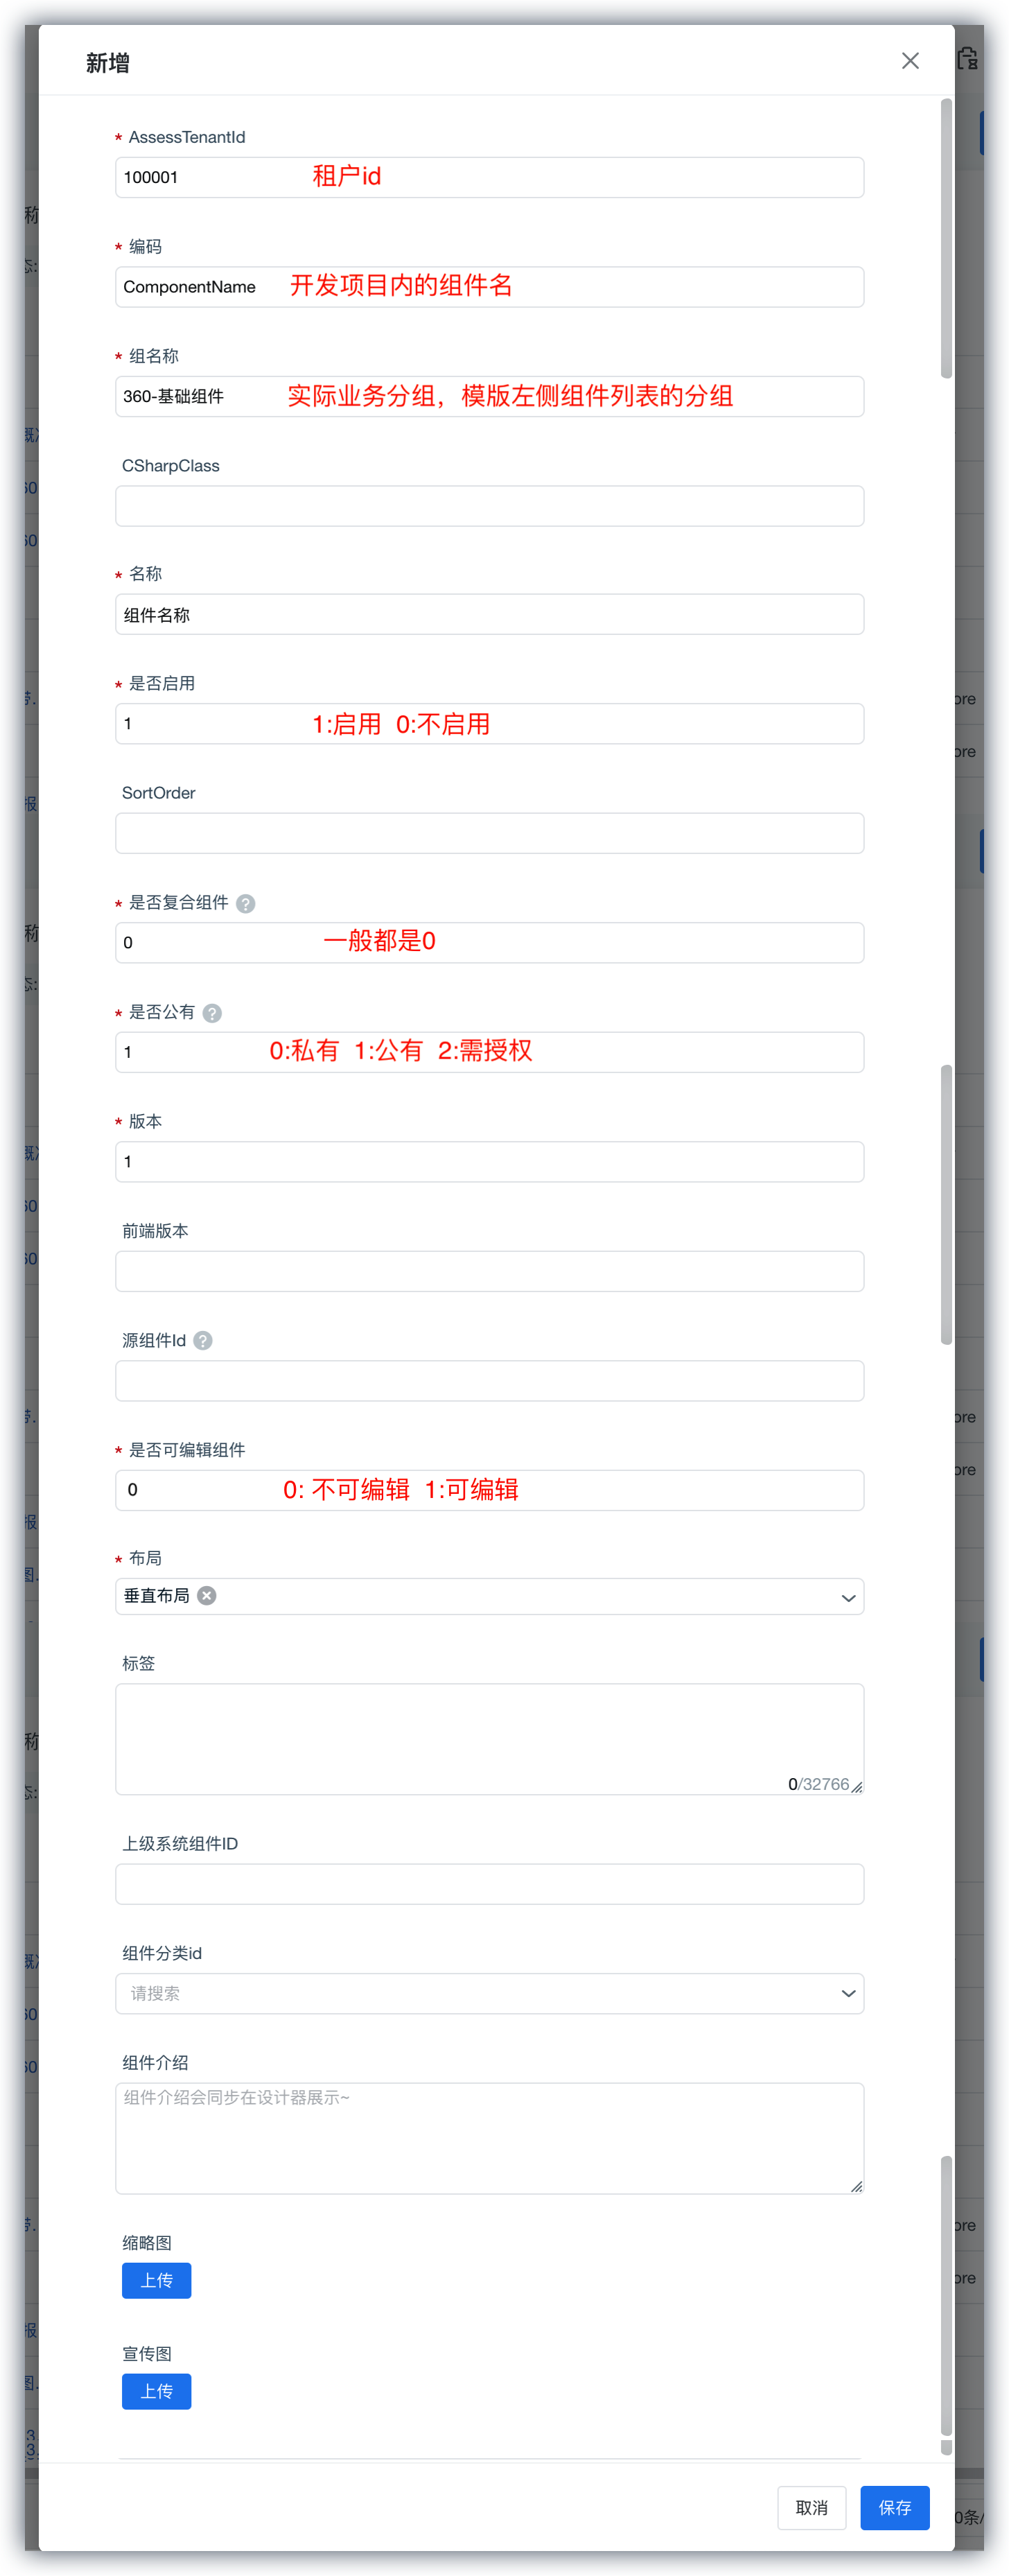 新增
* AssessTenantId
100001 租户id
* 编码
ComponentName 开发项目内的组件名
* 组名称
360-基础组件 实际业务分组，模版左侧组件列表的分组
CSharpClass
* 名称
组件名称
* 是否启用
1 1:启用 0:不启用
SortOrder
* 是否复合组件 ?
0 一般都是0
* 是否公有 ?
1 0:私有 1:公有 2:需授权
* 版本
1
前端版本
源组件Id ?
* 是否可编辑组件
0 0: 不可编辑 1:可编辑
* 布局
垂直布局
标签
0/32766
上级系统组件ID
组件分类id
请搜索
组件介绍
组件介绍会同步在设计器展示~
缩略图
上传
宣传图
上传
取消 保存